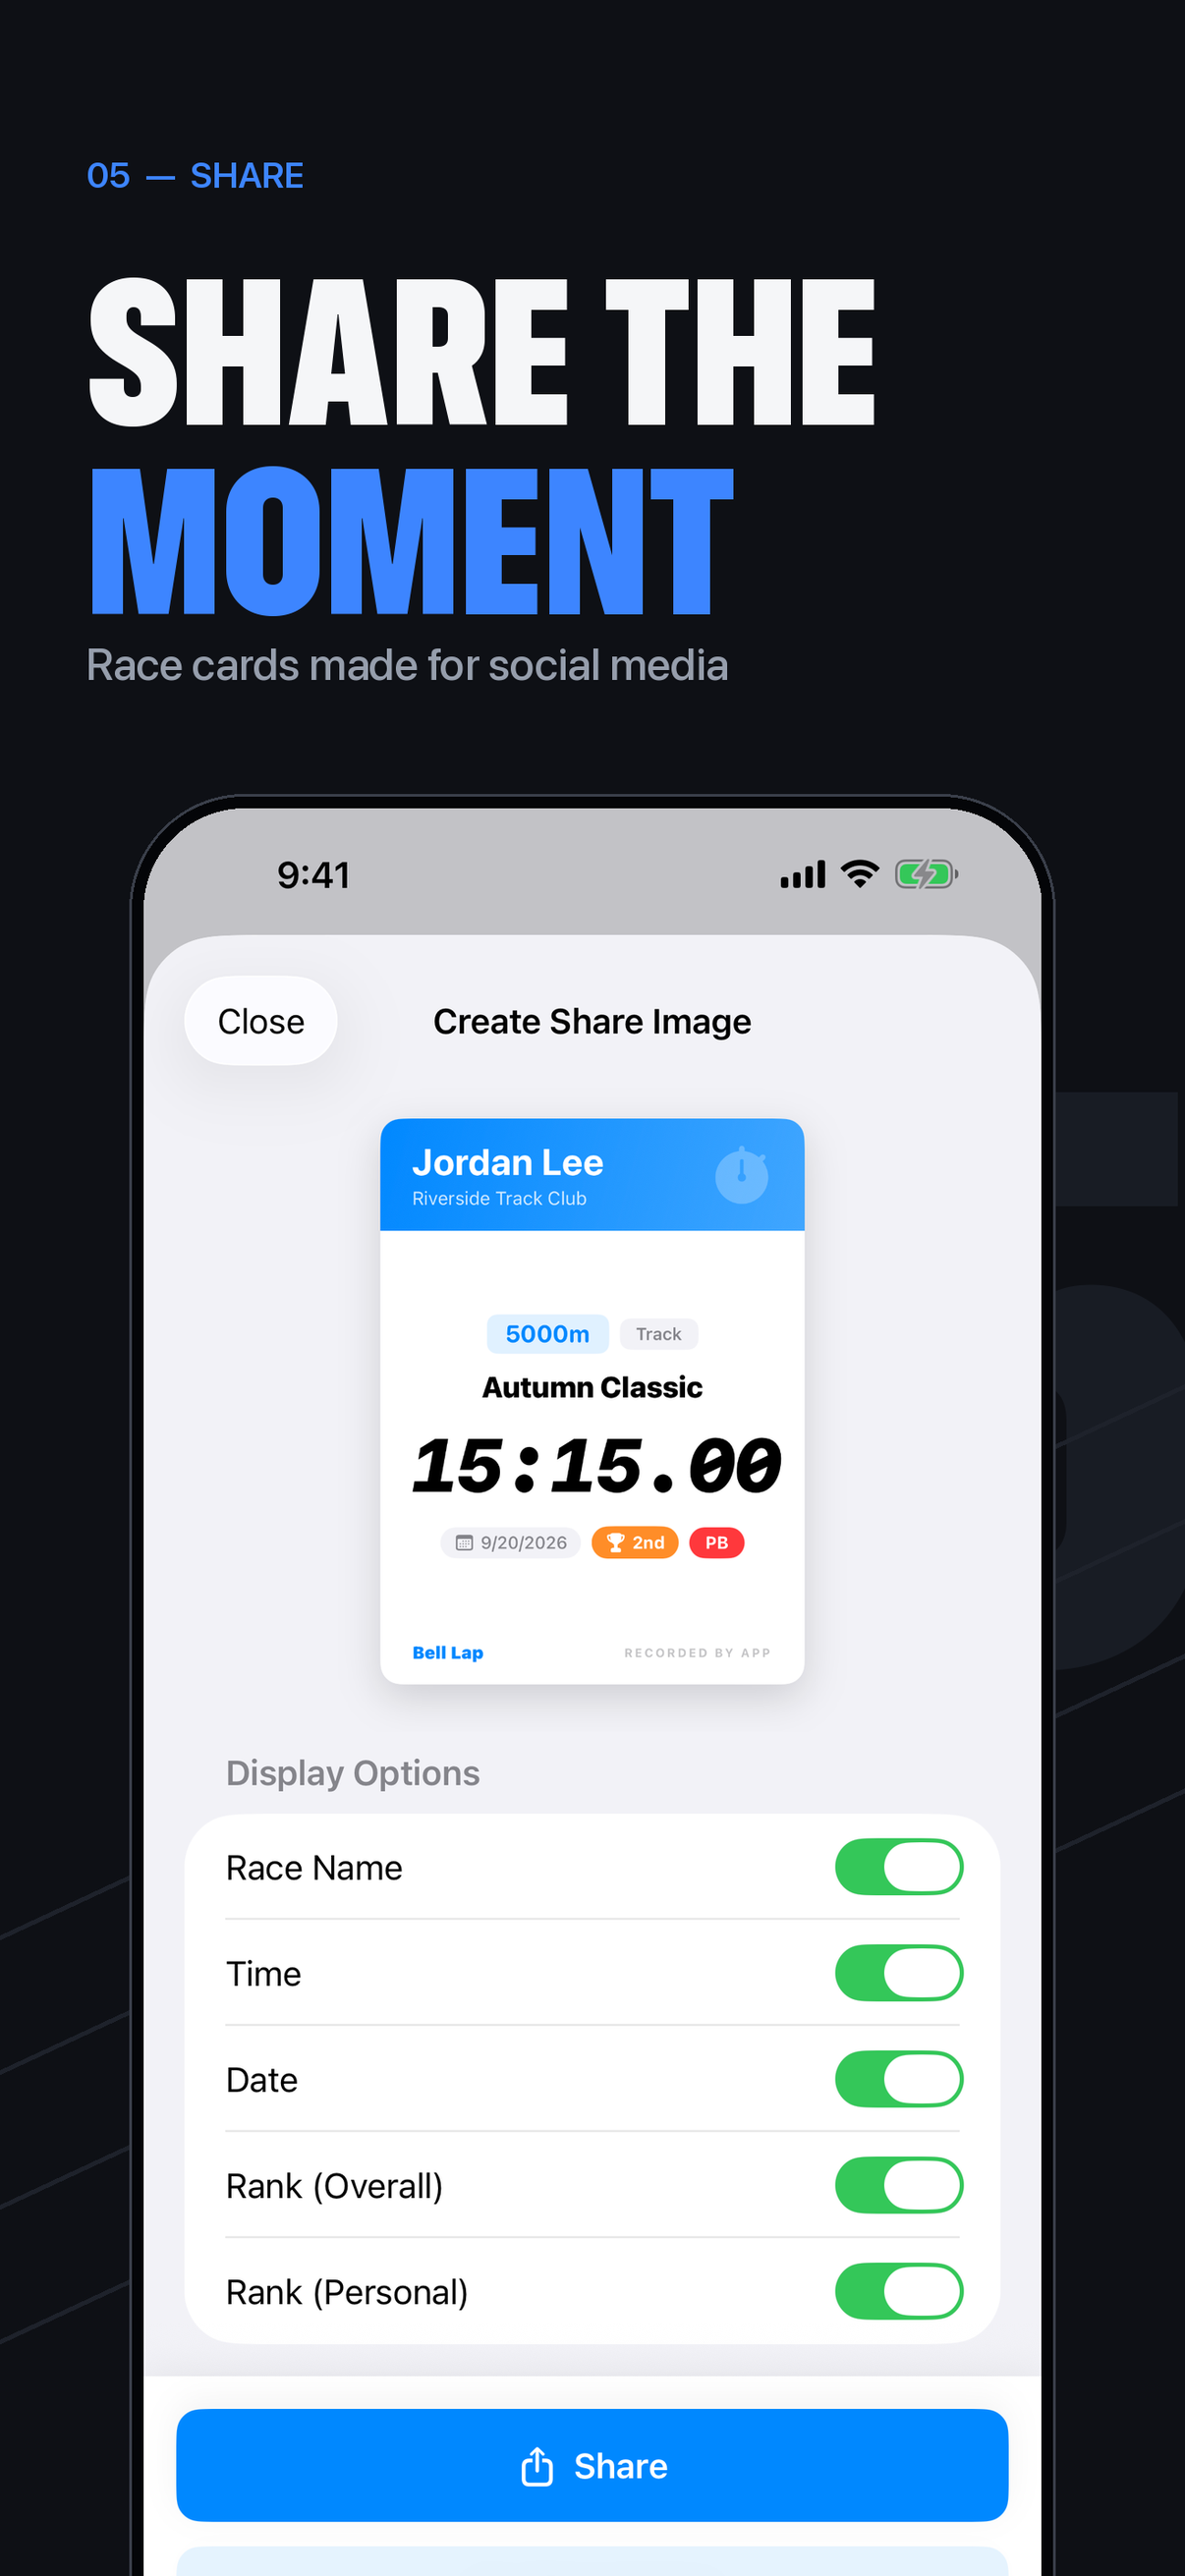 05 — SHARE
SHARE THE
MOMENT
Race cards made for social media
9:41
Close
Create Share Image
Jordan Lee
Riverside Track Club
5000m
Track
Autumn Classic
15:15.00
9/20/2026
2nd
PB
Bell Lap
RECORDED BY APP
Display Options
Race Name
Time
Date
Rank (Overall)
Rank (Personal)
Share